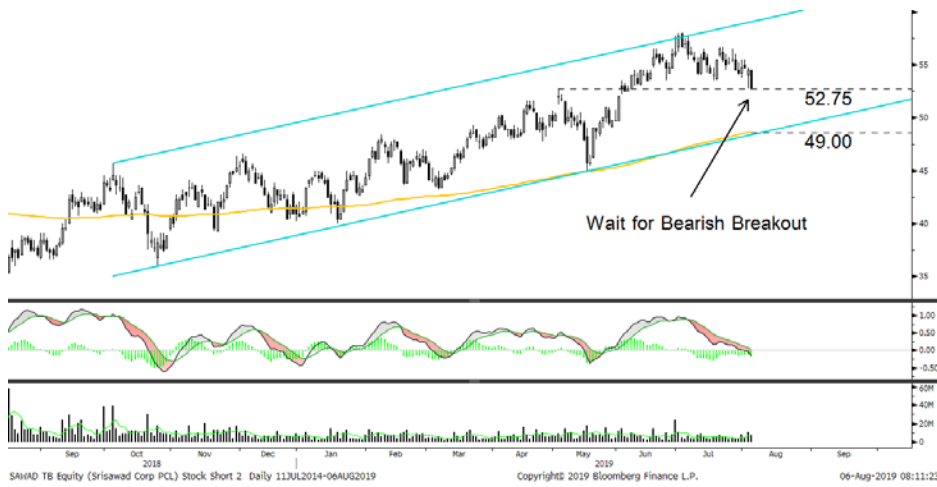 55
52.75
50
49.00
45
Wait for Bearish Breakout
40
35
1.00
0.50
0.00
-0.50
60M
40M
20M
0
Sep Oct Nov Dec Jan Feb Mar Apr May Jun Jul Aug Sep
2018 2019
SAWAD TB Equity (Srisawad Corp PCL) Stock Short 2 Daily 11JUL2014-06AUG2019 Copyright© 2019 Bloomberg Finance L.P. 06-Aug-2019 08:11:23